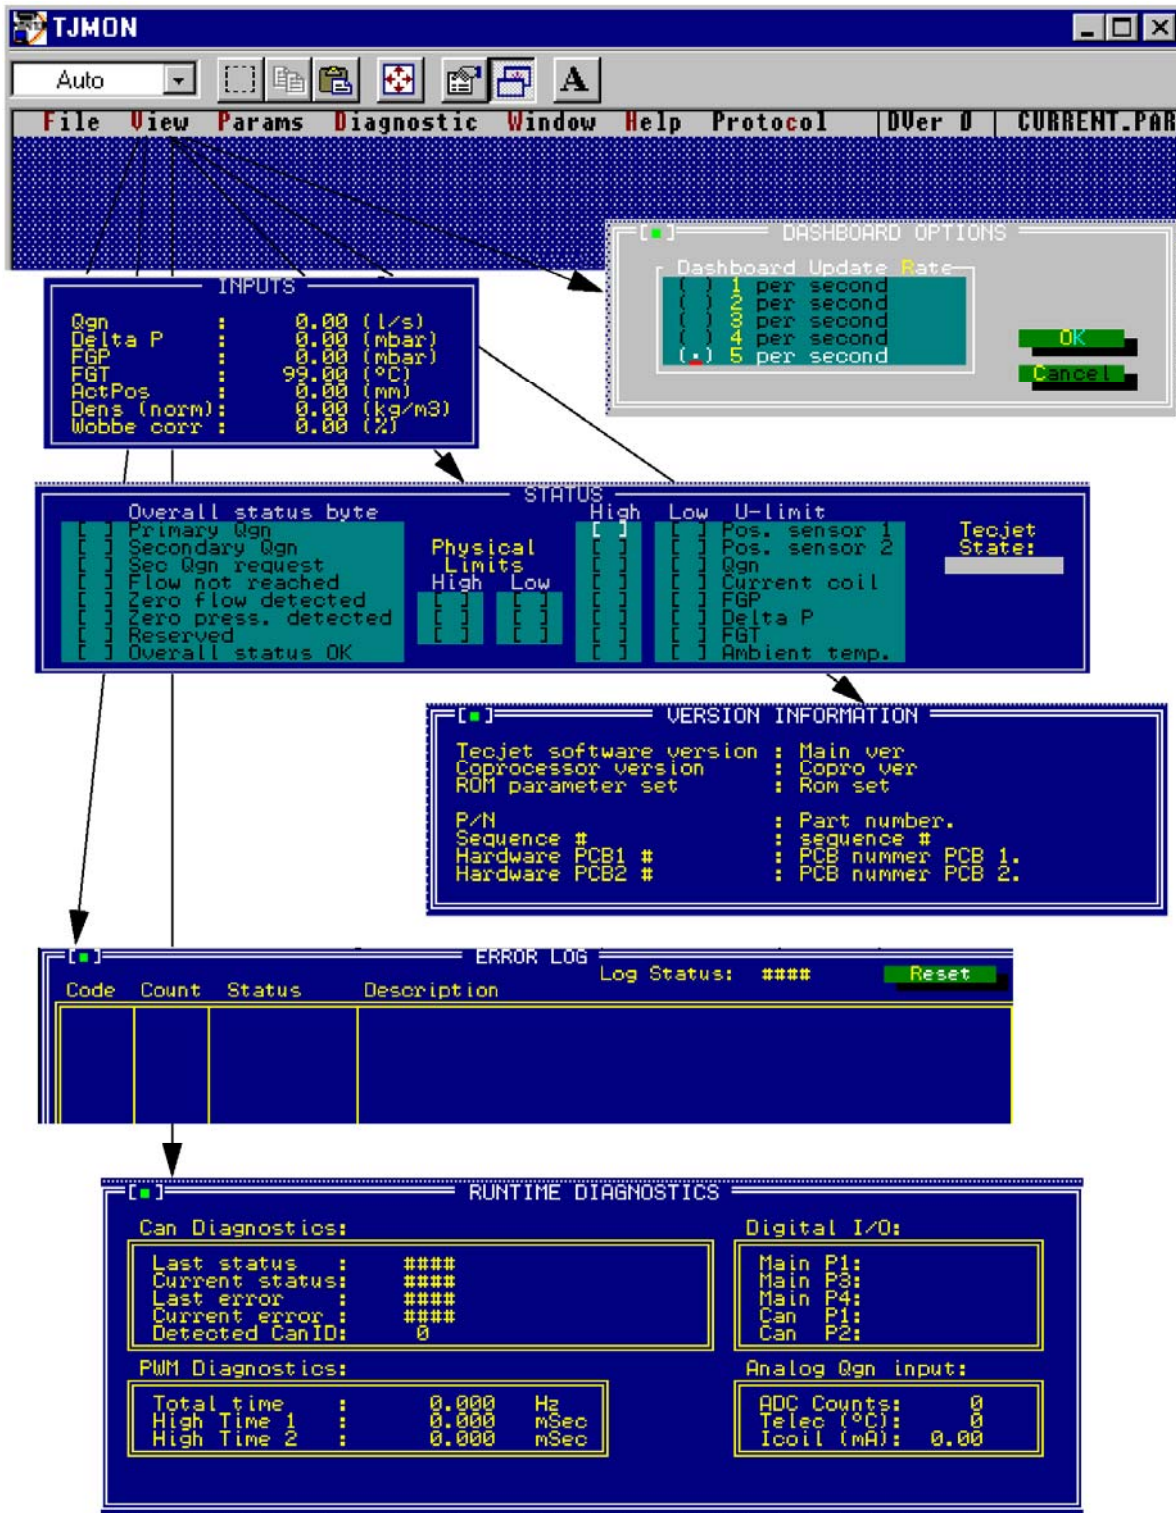 TJMON
Auto
A
File View Params Diagnostic Window Help Protocol |DVer 0 | CURRENT.PAR
[■] DASHBOARD OPTIONS
Dashboard Update Rate
( ) 1 per second
( ) 2 per second
( ) 3 per second
( ) 4 per second
(•) 5 per second
OK
Cancel
INPUTS
Qgn : 0.00 (l/s)
Delta P : 0.00 (mbar)
FGP : 0.00 (mbar)
FGT : 99.00 (°C)
ActPos : 0.00 (mm)
Dens (norm): 0.00 (kg/m3)
Wobbe corr : 0.00 (%)
STATUS
Overall status byte
[ ] Primary Qgn
[ ] Secondary Qgn
[ ] Sec Qgn request
[ ] Flow not reached
[ ] Zero flow detected
[ ] Zero press. detected
[ ] Reserved
[ ] Overall status OK
Physical
Limits
High Low
[ ] [ ]
[ ] [ ]
[ ] [ ]
High Low U-limit
[ ] [ ] Pos. sensor 1
[ ] [ ] Pos. sensor 2
[ ] [ ] Qgn
[ ] [ ] Current coil
[ ] [ ] FGP
[ ] [ ] Delta P
[ ] [ ] FGT
[ ] [ ] Ambient temp.
Tecjet
State:
[■] VERSION INFORMATION
Tecjet software version : Main ver
Coprocessor version : Copro ver
ROM parameter set : Rom set
P/N : Part number.
Sequence # : sequence #
Hardware PCB1 # : PCB nummer PCB 1.
Hardware PCB2 # : PCB nummer PCB 2.
[■] ERROR LOG
Log Status: #### Reset
Code Count Status Description
[■] RUNTIME DIAGNOSTICS
Can Diagnostics:
Last status : ####
Current status: ####
Last error : ####
Current error : ####
Detected CanID: 0
Digital I/O:
Main P1:
Main P3:
Main P4:
Can P1:
Can P2:
PWM Diagnostics:
Total time : 0.000 Hz
High Time 1 : 0.000 mSec
High Time 2 : 0.000 mSec
Analog Qgn input:
ADC Counts: 0
Telec (°C): 0
Icoil (mA): 0.00